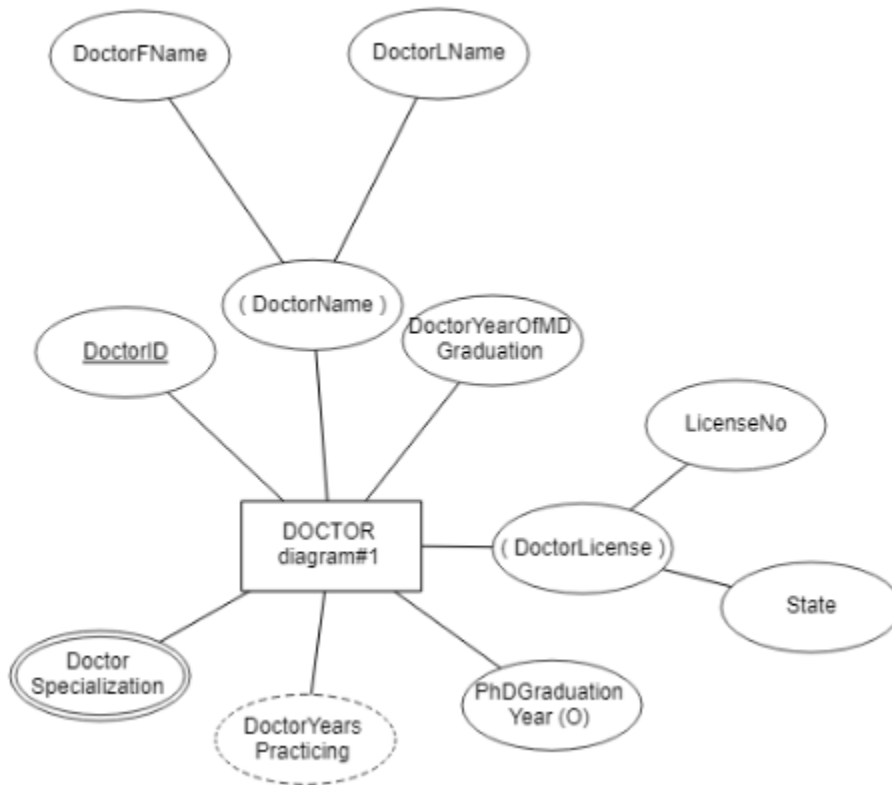 DoctorFName
DoctorLName
( DoctorName )
DoctorID
DoctorYearOfMD
Graduation
LicenseNo
DOCTOR
diagram#1
( DoctorLicense )
State
Doctor
Specialization
DoctorYears
Practicing
PhDGraduation
Year (O)